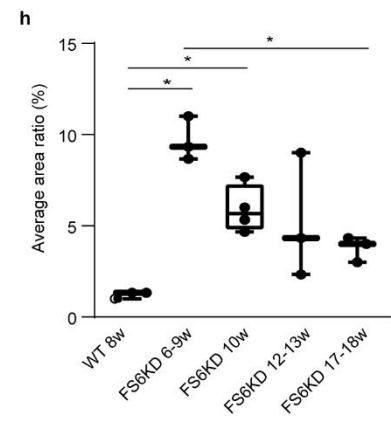 h
15
10
5
0
Average area ratio (%)
*
*
*
WT 8w
FS6KD 6-9w
FS6KD 10w
FS6KD 12-13w
FS6KD 17-18w